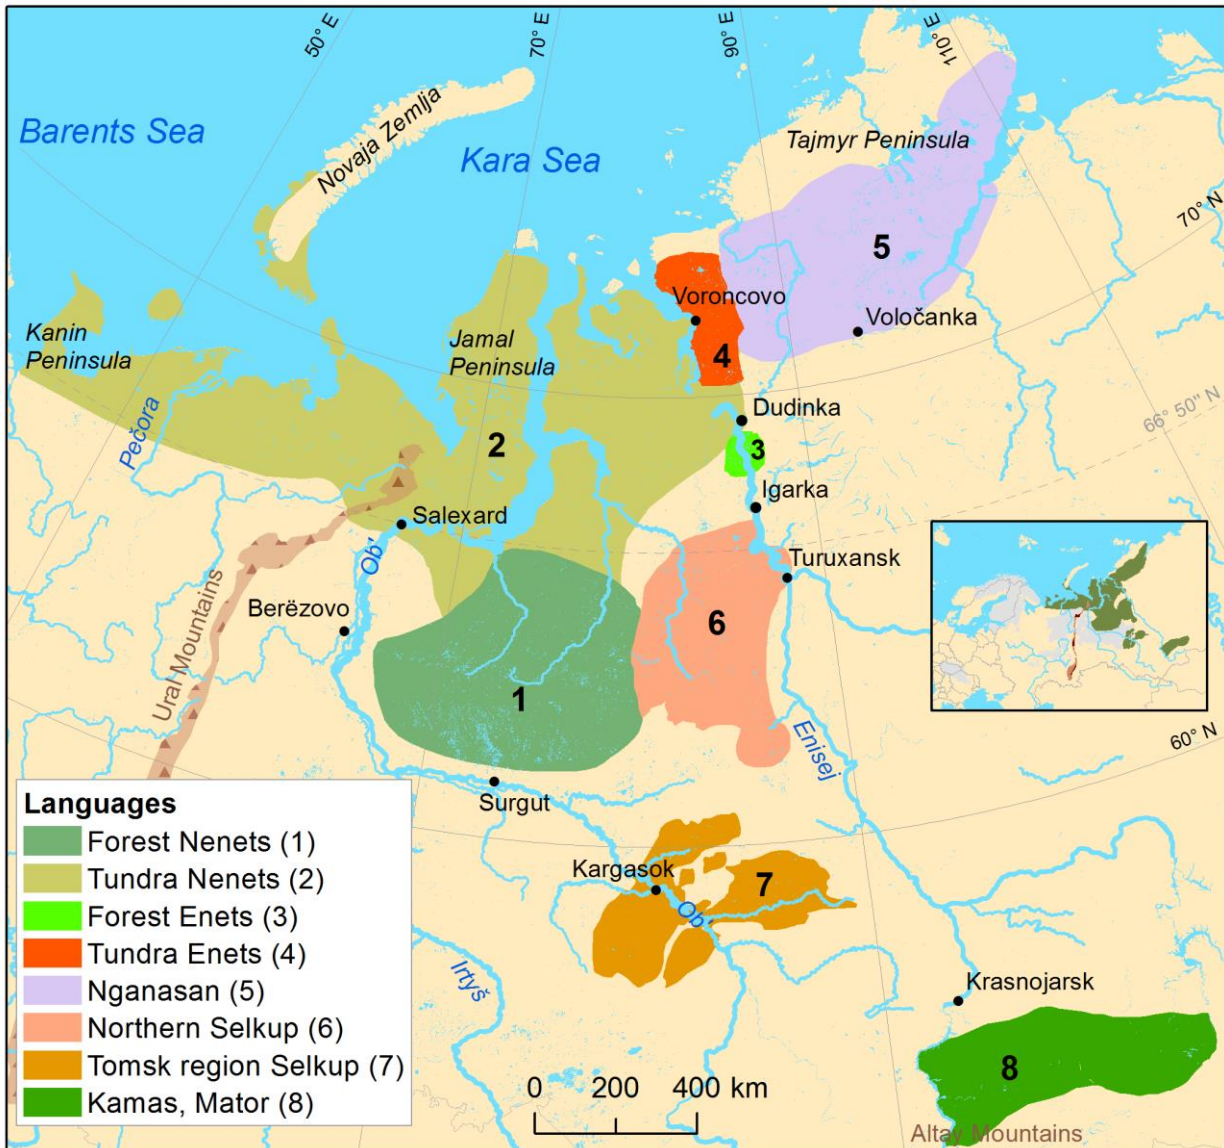 50° E
70° E
90° E
110° E
Barents Sea
Novaja Zemlja
Kara Sea
Tajmyr Peninsula
70° N
5
Voroncovo
Voločanka
Kanin
Peninsula
Jamal
Peninsula
4
Pečora
2
Dudinka
66° 50" N
3
Igarka
Salexard
Ob'
Turuxansk
Berëzovo
6
Ural Mountains
1
Enisej
60° N
Surgut
Languages
Forest Nenets (1)
Tundra Nenets (2)
Forest Enets (3)
Tundra Enets (4)
Nganasan (5)
Northern Selkup (6)
Tomsk region Selkup (7)
Kamas, Mator (8)
Kargasok
7
Ob'
Irtyš
Krasnojarsk
8
0 200 400 km
Altay Mountains